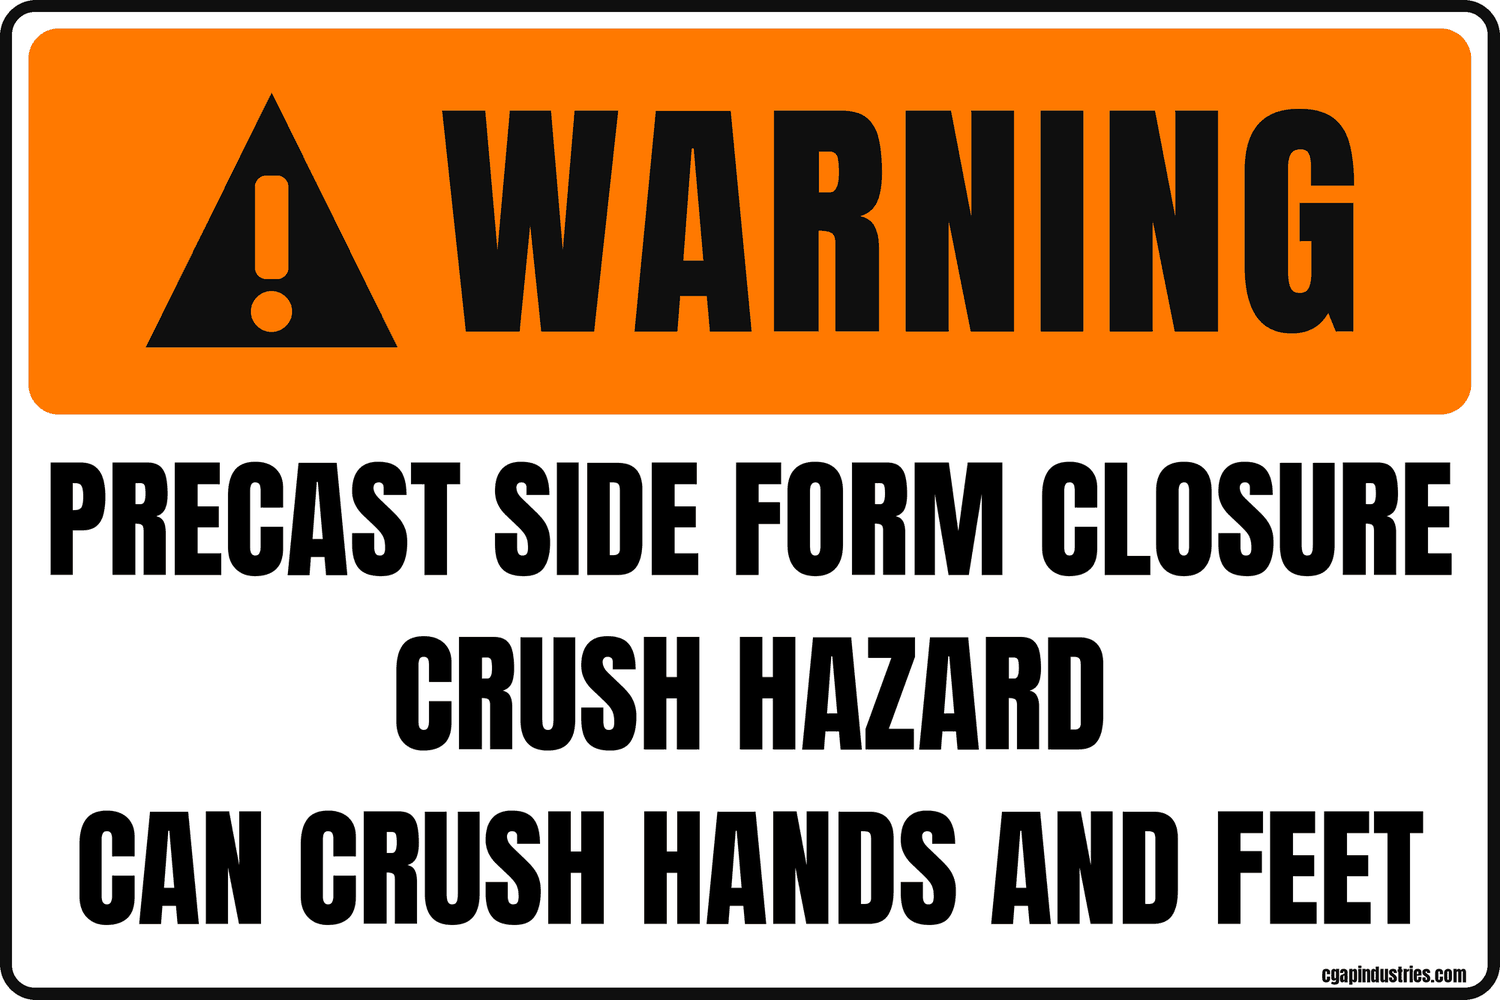 WARNING
PRECAST SIDE FORM CLOSURE
CRUSH HAZARD
CAN CRUSH HANDS AND FEET
cgapindustries.com